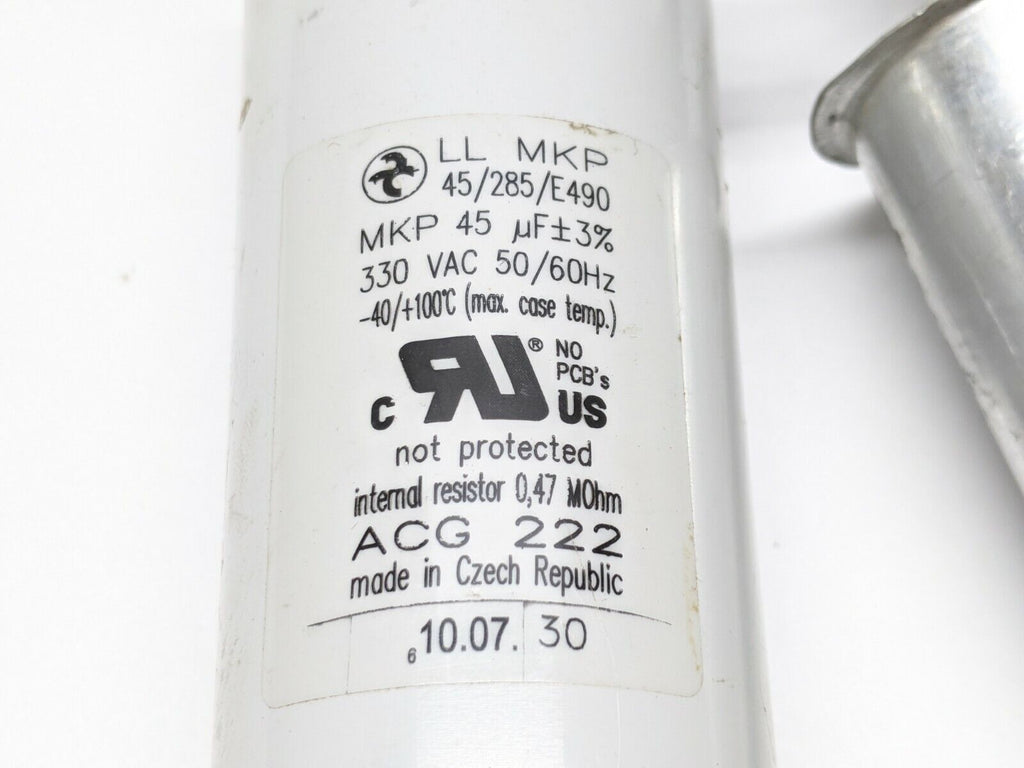 LL MKP
45/285/E490
MKP 45 µF±3%
330 VAC 50/60Hz
-40/+100°C (max. case temp.)
® NO
PCB's
C RU US
not protected
internal resistor 0,47 MOhm
ACG 222
made in Czech Republic
6 10.07. 30